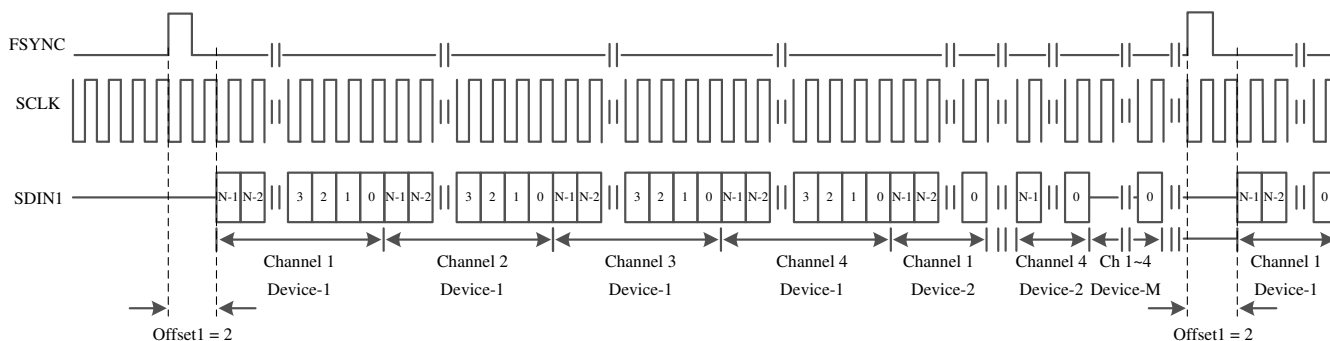 FSYNC
SCLK
SDIN1
N-1 N-2 3 2 1 0 N-1 N-2 3 2 1 0 N-1 N-2 3 2 1 0 N-1 N-2 3 2 1 0 N-1 N-2 0 N-1 0 0 N-1 N-2 0
Channel 1 Channel 2 Channel 3 Channel 4 Channel 1 Channel 4 Ch 1~4 Channel 1
Device-1 Device-1 Device-1 Device-1 Device-2 Device-2 Device-M Device-1
Offset1 = 2 Offset1 = 2